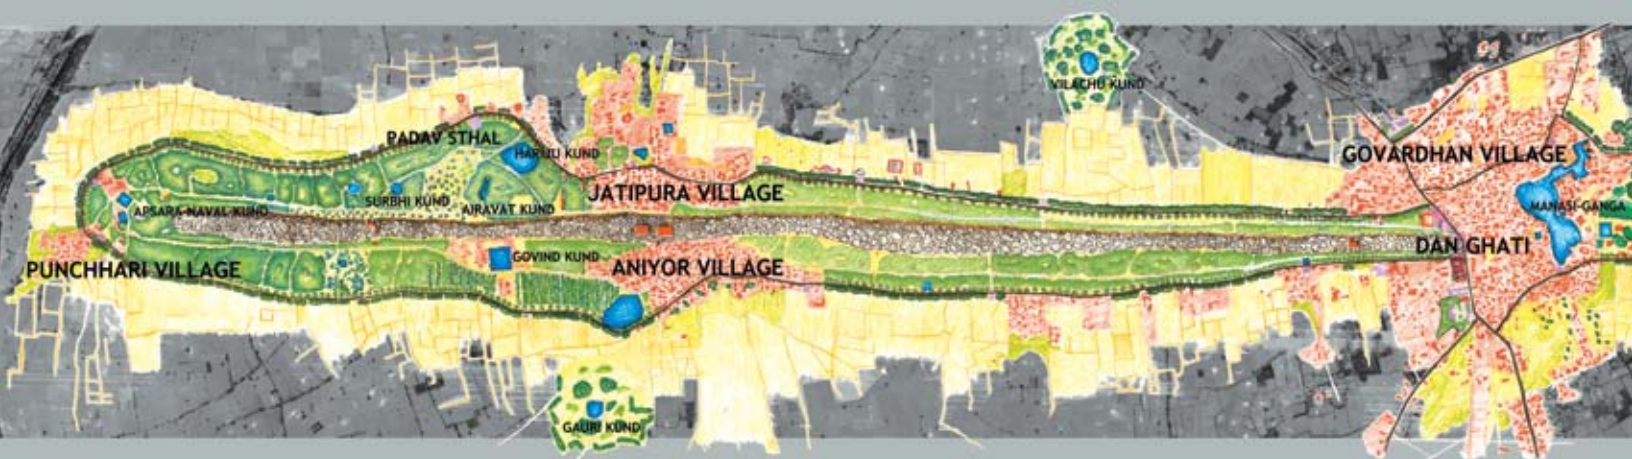 VILACHU KUND
PADAV STHAL
HARIJU KUND
GOVARDHAN VILLAGE
JATIPURA VILLAGE
SURBHI KUND
AIRAVAT KUND
APSARA-NAVAL-KUND
MANASI-GANGA
DAN GHATI
GOVIND KUND
ANIYOR VILLAGE
PUNCHHARI VILLAGE
GAURI KUND